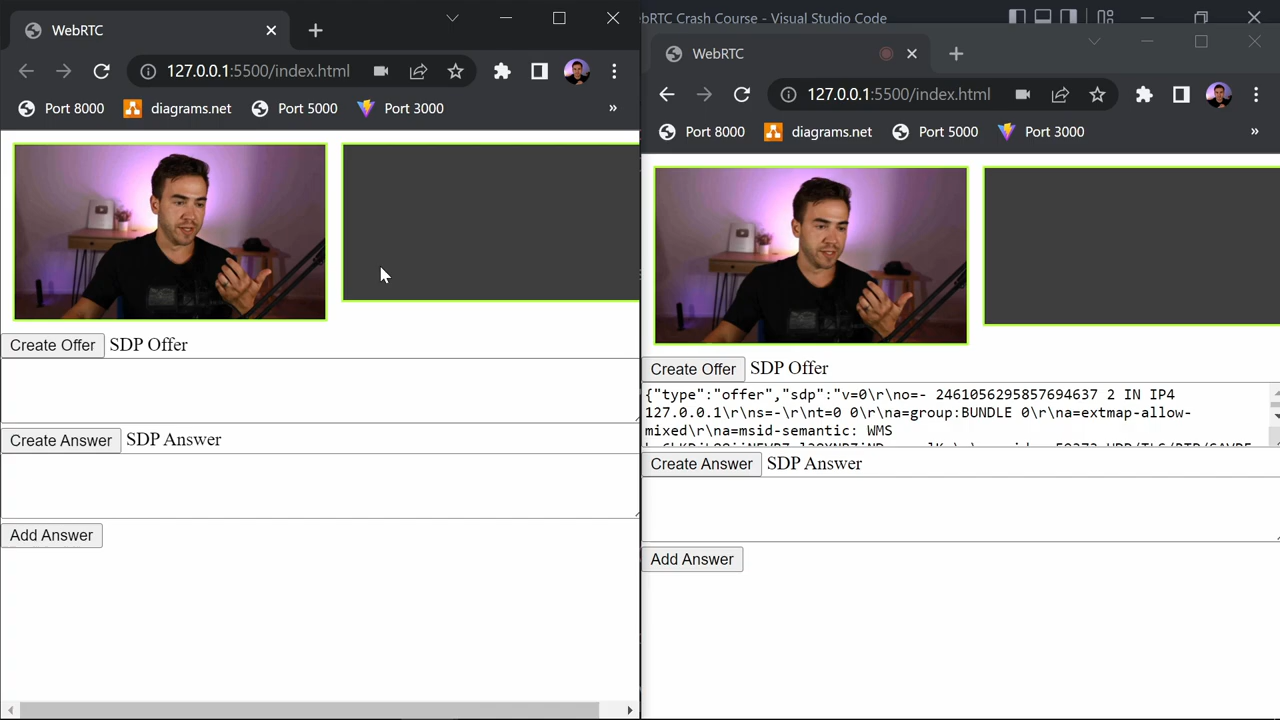 WebRTC
127.0.0.1:5500/index.html
Port 8000
diagrams.net
Port 5000
Port 3000
»
Create Offer SDP Offer
Create Answer SDP Answer
Add Answer
bRTC Crash Course - Visual Studio Code
WebRTC
127.0.0.1:5500/index.html
Port 8000
diagrams.net
Port 5000
Port 3000
»
Create Offer SDP Offer
{"type":"offer","sdp":"v=0\r\no=- 2461056295857694637 2 IN IP4
127.0.0.1\r\ns=-\r\nt=0 0\r\na=group:BUNDLE 0\r\na=extmap-allow-
mixed\r\na=msid-semantic: WMS
Create Answer SDP Answer
Add Answer